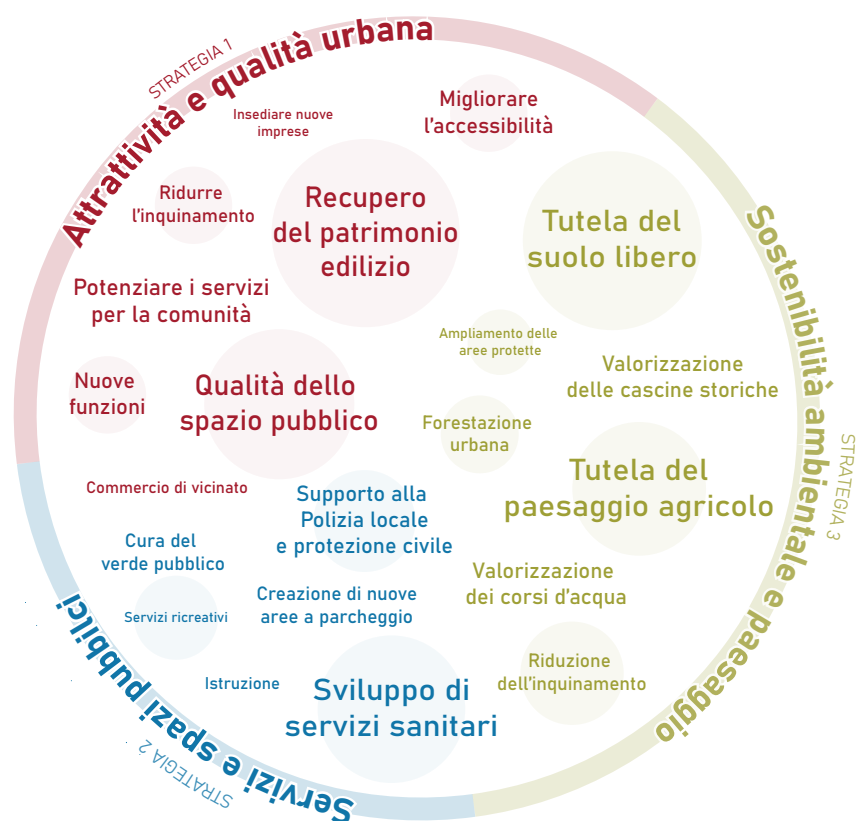 STRATEGIA 1
Attrattività e qualità urbana
Insediare nuove
imprese
Migliorare
l'accessibilità
Ridurre
l'inquinamento
Recupero
del patrimonio
edilizio
Potenziare i servizi
per la comunità
Nuove
funzioni
Qualità dello
spazio pubblico
Commercio di vicinato
Tutela del
suolo libero
Ampliamento delle
aree protette
Valorizzazione
delle cascine storiche
Forestazione
urbana
Tutela del
paesaggio agricolo
Valorizzazione
dei corsi d'acqua
Riduzione
dell'inquinamento
Sostenibilità ambientale e paesaggio
STRATEGIA 3
Supporto alla
Polizia locale
e protezione civile
Cura del
verde pubblico
Creazione di nuove
aree a parcheggio
Servizi ricreativi
Istruzione
Sviluppo di
servizi sanitari
Servizi e spazi pubbilci
STRATEGIA 2